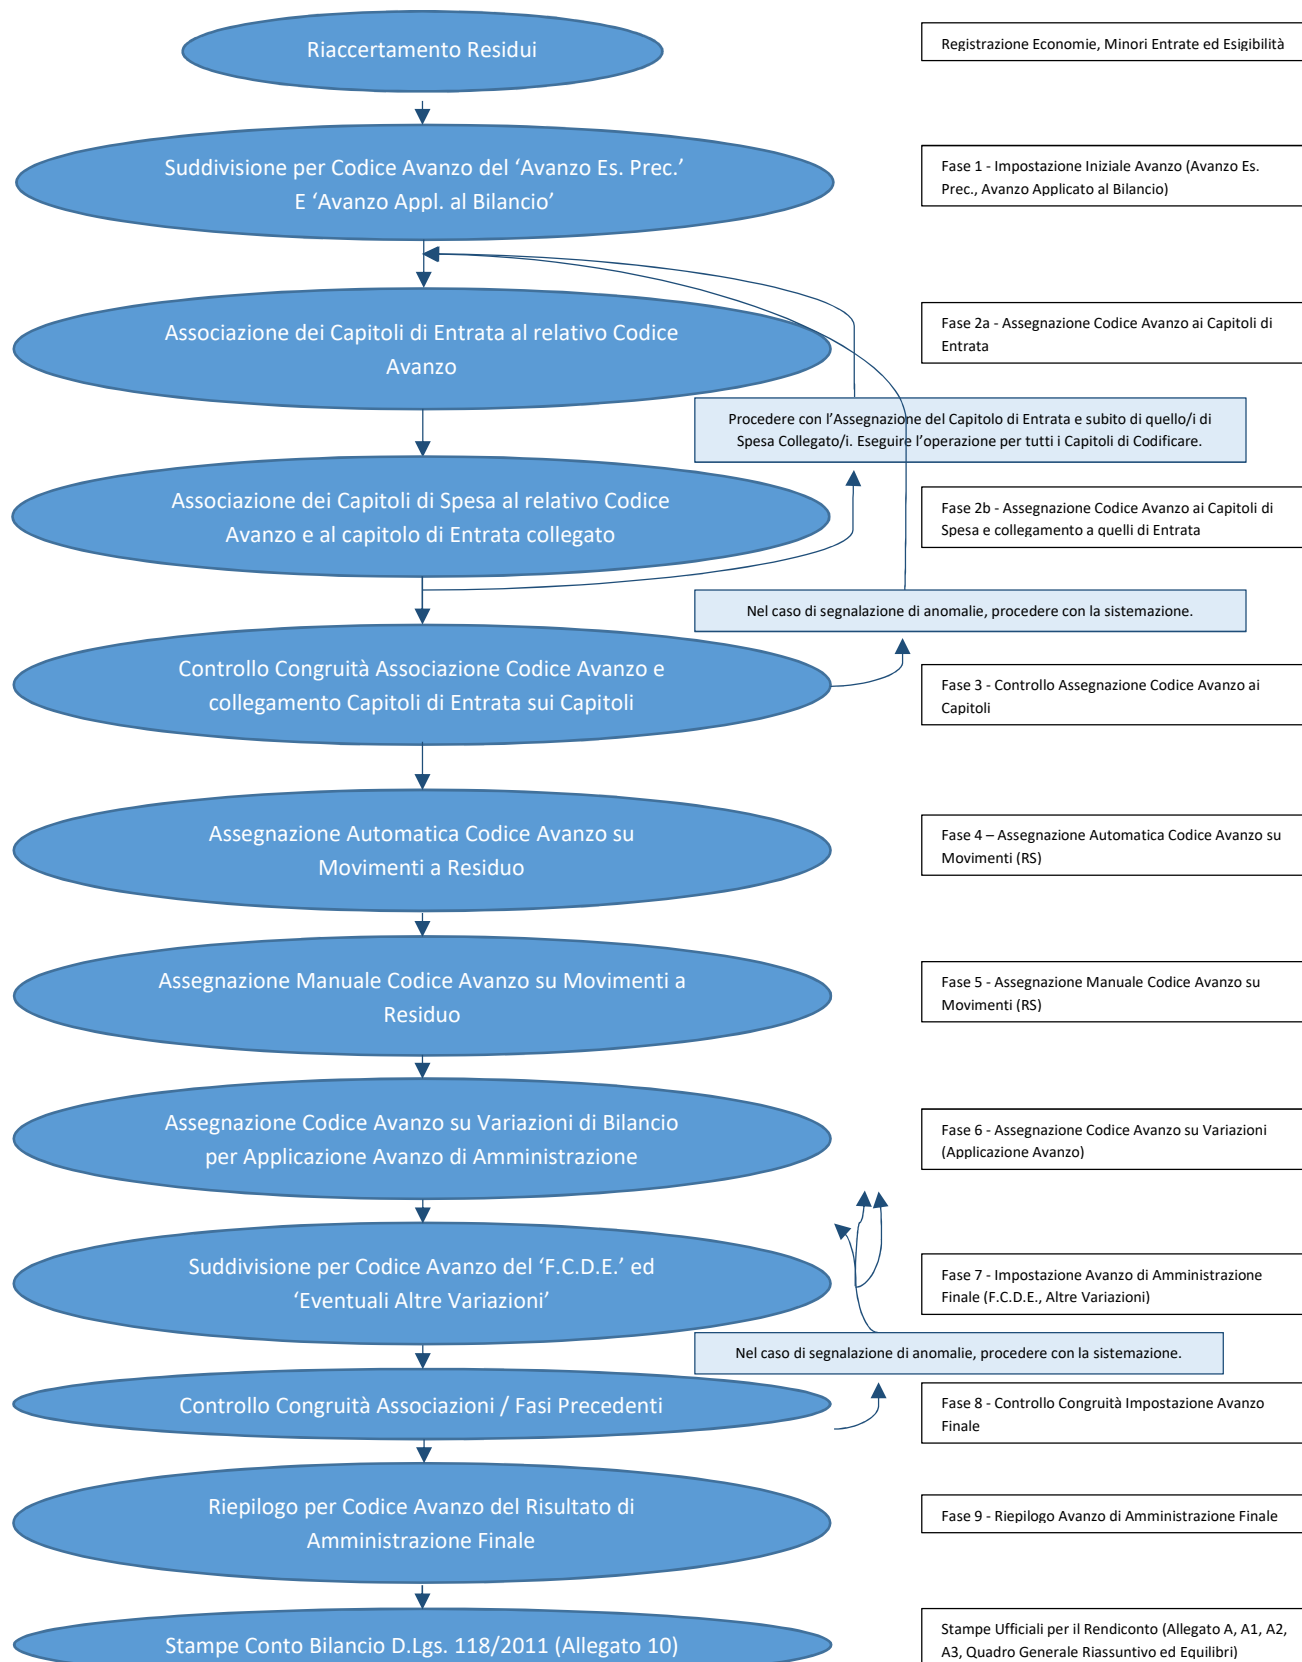 Riaccertamento Residui
Registrazione Economie, Minori Entrate ed Esigibilità
Suddivisione per Codice Avanzo del ‘Avanzo Es. Prec.’
E ‘Avanzo Appl. al Bilancio’
Fase 1 - Impostazione Iniziale Avanzo (Avanzo Es.
Prec., Avanzo Applicato al Bilancio)
Associazione dei Capitoli di Entrata al relativo Codice
Avanzo
Fase 2a - Assegnazione Codice Avanzo ai Capitoli di
Entrata
Procedere con l’Assegnazione del Capitolo di Entrata e subito di quello/i di
Spesa Collegato/i. Eseguire l’operazione per tutti i Capitoli di Codificare.
Associazione dei Capitoli di Spesa al relativo Codice
Avanzo e al capitolo di Entrata collegato
Fase 2b - Assegnazione Codice Avanzo ai Capitoli di
Spesa e collegamento a quelli di Entrata
Nel caso di segnalazione di anomalie, procedere con la sistemazione.
Controllo Congruità Associazione Codice Avanzo e
collegamento Capitoli di Entrata sui Capitoli
Fase 3 - Controllo Assegnazione Codice Avanzo ai
Capitoli
Assegnazione Automatica Codice Avanzo su
Movimenti a Residuo
Fase 4 – Assegnazione Automatica Codice Avanzo su
Movimenti (RS)
Assegnazione Manuale Codice Avanzo su Movimenti a
Residuo
Fase 5 - Assegnazione Manuale Codice Avanzo su
Movimenti (RS)
Assegnazione Codice Avanzo su Variazioni di Bilancio
per Applicazione Avanzo di Amministrazione
Fase 6 - Assegnazione Codice Avanzo su Variazioni
(Applicazione Avanzo)
Suddivisione per Codice Avanzo del ‘F.C.D.E.’ ed
‘Eventuali Altre Variazioni’
Fase 7 - Impostazione Avanzo di Amministrazione
Finale (F.C.D.E., Altre Variazioni)
Nel caso di segnalazione di anomalie, procedere con la sistemazione.
Controllo Congruità Associazioni / Fasi Precedenti
Fase 8 - Controllo Congruità Impostazione Avanzo
Finale
Riepilogo per Codice Avanzo del Risultato di
Amministrazione Finale
Fase 9 - Riepilogo Avanzo di Amministrazione Finale
Stampe Conto Bilancio D.Lgs. 118/2011 (Allegato 10)
Stampe Ufficiali per il Rendiconto (Allegato A, A1, A2,
A3, Quadro Generale Riassuntivo ed Equilibri)